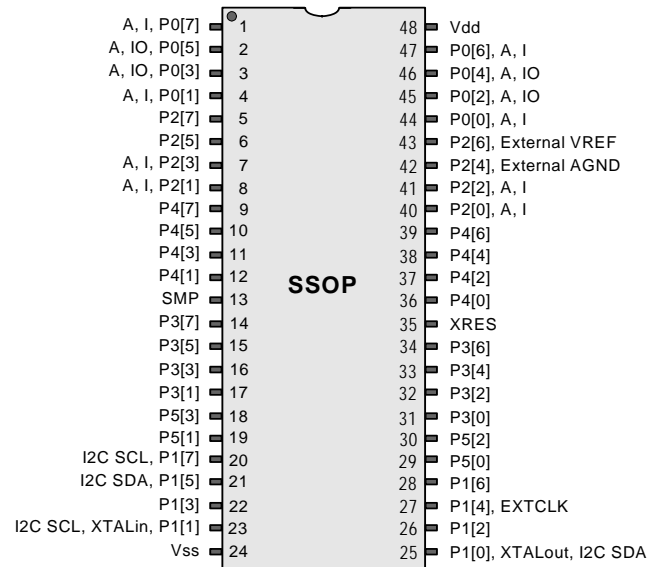 A, I, P0[7] 1 48 Vdd
A, IO, P0[5] 2 47 P0[6], A, I
A, IO, P0[3] 3 46 P0[4], A, IO
A, I, P0[1] 4 45 P0[2], A, IO
P2[7] 5 44 P0[0], A, I
P2[5] 6 43 P2[6], External VREF
A, I, P2[3] 7 42 P2[4], External AGND
A, I, P2[1] 8 41 P2[2], A, I
P4[7] 9 40 P2[0], A, I
P4[5] 10 39 P4[6]
P4[3] 11 38 P4[4]
P4[1] 12 37 P4[2]
SSOP
SMP 13 36 P4[0]
P3[7] 14 35 XRES
P3[5] 15 34 P3[6]
P3[3] 16 33 P3[4]
P3[1] 17 32 P3[2]
P5[3] 18 31 P3[0]
P5[1] 19 30 P5[2]
I2C SCL, P1[7] 20 29 P5[0]
I2C SDA, P1[5] 21 28 P1[6]
P1[3] 22 27 P1[4], EXTCLK
I2C SCL, XTALin, P1[1] 23 26 P1[2]
Vss 24 25 P1[0], XTALout, I2C SDA